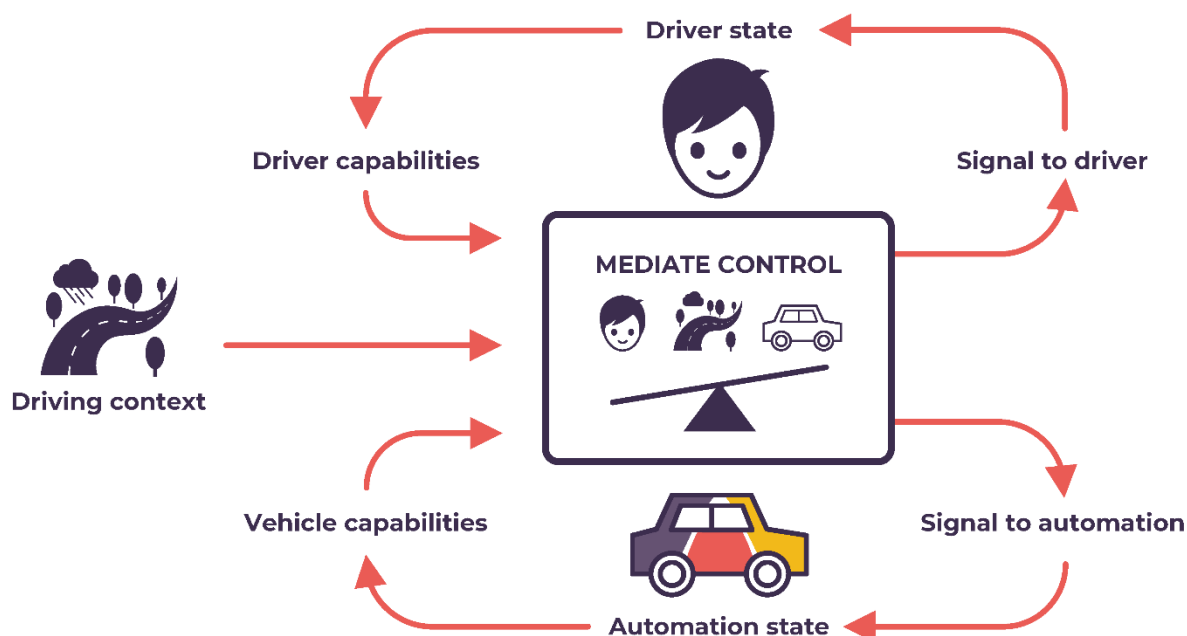 Driver state
Driver capabilities
Signal to driver
MEDIATE CONTROL
Driving context
Vehicle capabilities
Signal to automation
Automation state